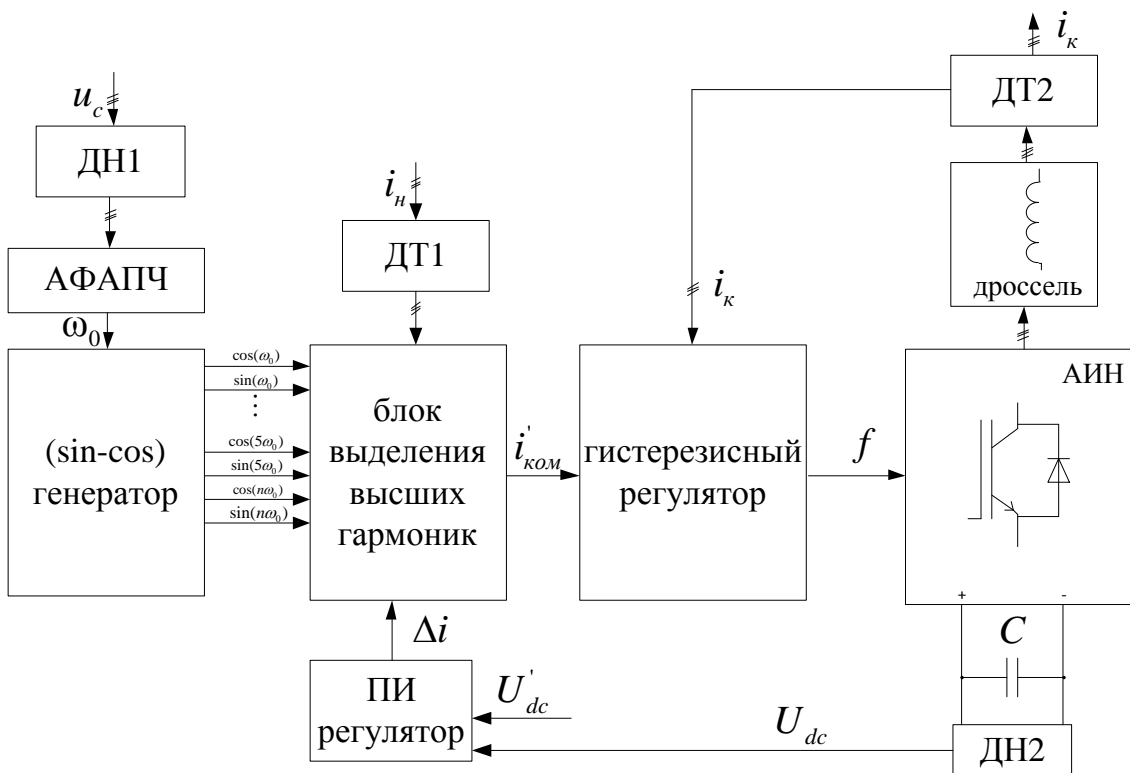 u_c
ДН1
АФАПЧ
ω₀
(sin-cos)
генератор
cos(ω₀)
sin(ω₀)
⋮
cos(5ω₀)
sin(5ω₀)
cos(nω₀)
sin(nω₀)
i_н
ДТ1
блок
выделения
высших
гармоник
i'_ком
Δi
ПИ
регулятор
U'_dc
U_dc
гистерезисный
регулятор
i_к
f
i_к
ДТ2
дроссель
АИН
+ -
C
ДН2